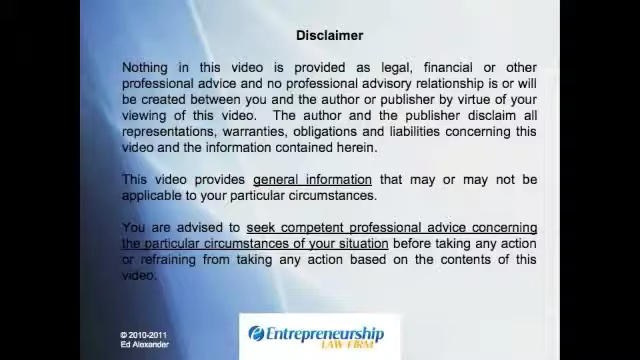 Disclaimer
Nothing in this video is provided as legal, financial or other
professional advice and no professional advisory relationship is or will
be created between you and the author or publisher by virtue of your
viewing of this video. The author and the publisher disclaim all
representations, warranties, obligations and liabilities concerning this
video and the information contained herein.
This video provides general information that may or may not be
applicable to your particular circumstances.
You are advised to seek competent professional advice concerning
the particular circumstances of your situation before taking any action
or refraining from taking any action based on the contents of this
video.
© 2010-2011
Ed Alexander
e Entrepreneurship
LAW FIRM